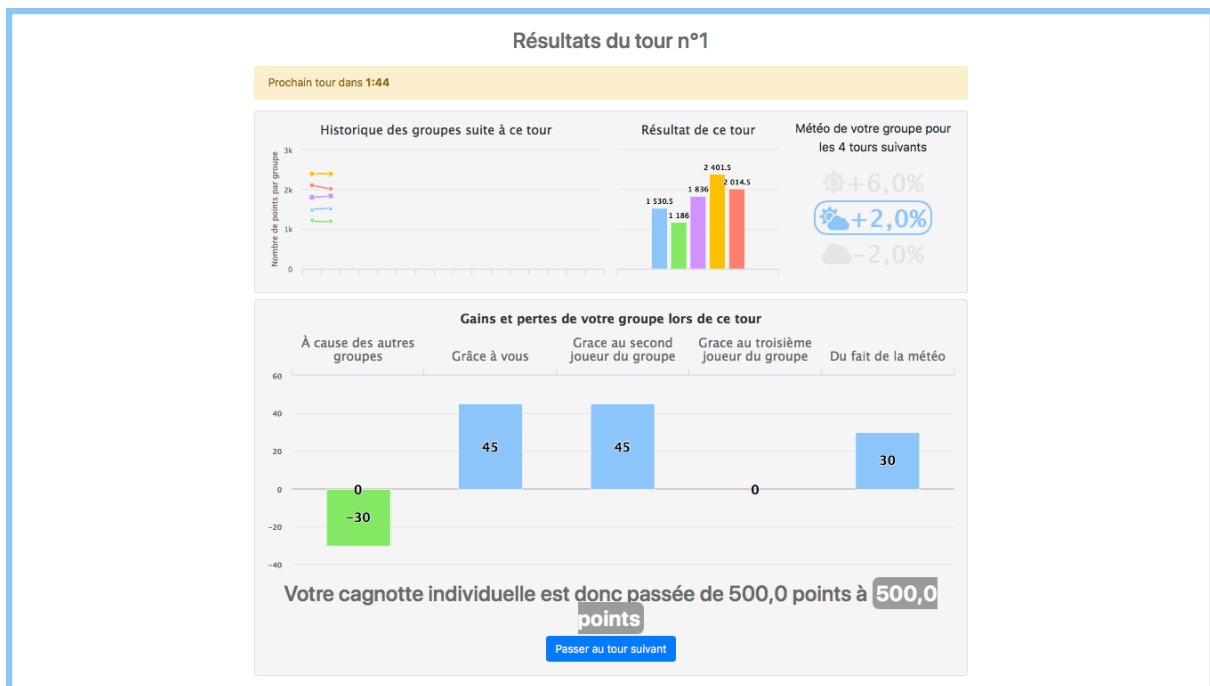 Résultats du tour n°1
Prochain tour dans 1:44
Historique des groupes suite à ce tour
Nombre de points par groupe
3k
2k
1k
0
Résultat de ce tour
1 530.5
1 186
1 836
2 401.5
2 014.5
Météo de votre groupe pour
les 4 tours suivants
+6,0%
+2,0%
-2,0%
Gains et pertes de votre groupe lors de ce tour
À cause des autres
groupes
Grâce à vous
Grace au second
joueur du groupe
Grace au troisième
joueur du groupe
Du fait de la météo
60
40
20
0
-20
-40
0
-30
45
45
0
30
Votre cagnotte individuelle est donc passée de 500,0 points à 500,0
points
Passer au tour suivant